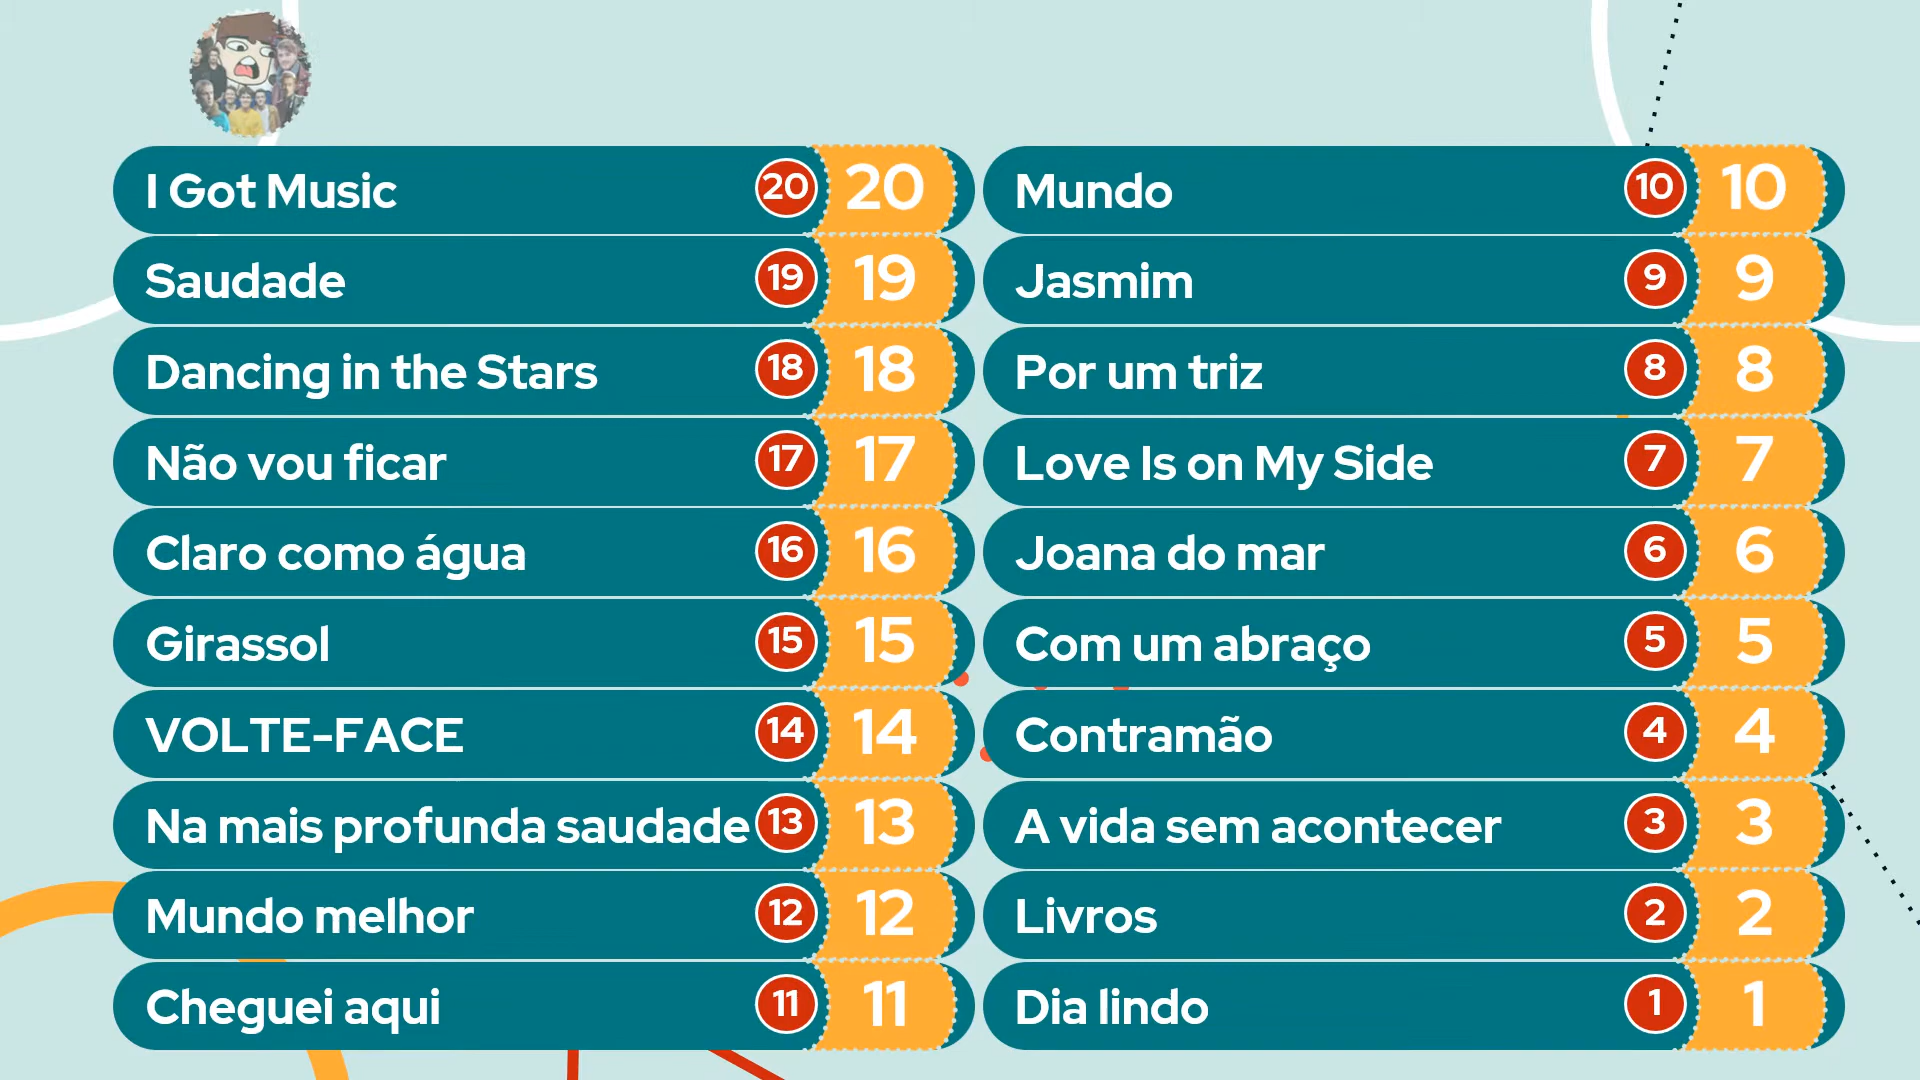 I Got Music 20 20
Saudade 19 19
Dancing in the Stars 18 18
Não vou ficar 17 17
Claro como água 16 16
Girassol 15 15
VOLTE-FACE 14 14
Na mais profunda saudade 13 13
Mundo melhor 12 12
Cheguei aqui 11 11
Mundo 10 10
Jasmim 9 9
Por um triz 8 8
Love Is on My Side 7 7
Joana do mar 6 6
Com um abraço 5 5
Contramão 4 4
A vida sem acontecer 3 3
Livros 2 2
Dia lindo 1 1